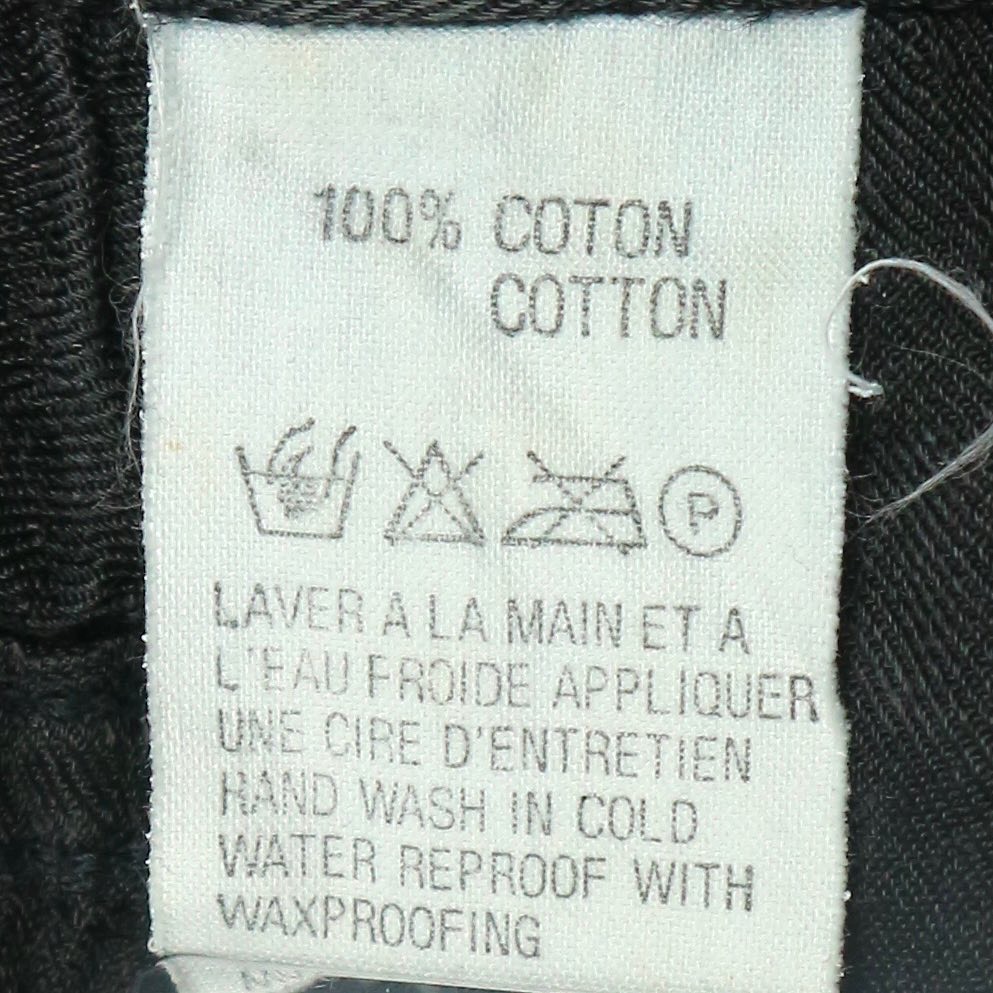 100% COTON
COTTON
P
LAVER A LA MAIN ET A
L'EAU FROIDE APPLIQUER
UNE CIRE D'ENTRETIEN
HAND WASH IN COLD
WATER REPROOF WITH
WAXPROOFING